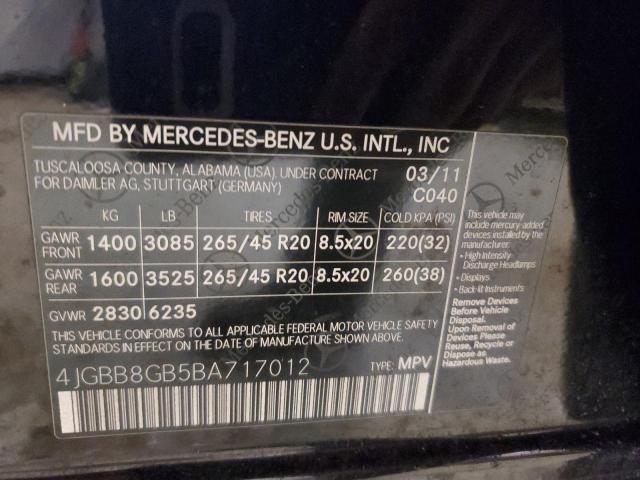 MFD BY MERCEDES-BENZ U.S. INTL., INC
TUSCALOOSA COUNTY, ALABAMA (USA). UNDER CONTRACT 03/11
FOR DAIMLER AG, STUTTGART (GERMANY) C040
KG LB TIRES RIM SIZE COLD KPA (PSI)
GAWR FRONT 1400 3085 265/45 R20 8.5x20 220(32)
GAWR REAR 1600 3525 265/45 R20 8.5x20 260(38)
GVWR 2830 6235
THIS VEHICLE CONFORMS TO ALL APPLICABLE FEDERAL MOTOR VEHICLE SAFETY
STANDARDS IN EFFECT ON THE DATE OF MANUFACTURE SHOWN ABOVE.
4JGBB8GB5BA717012 TYPE: MPV
This vehicle may
include mercury-added
devices installed by the
manufacturer:
• High Intensity-
Discharge Headlamps
• Displays
• Back-lit Instruments
Remove Devices
Before Vehicle
Disposal.
Upon Removal of
Devices Please
Reuse, Recycle or
Dispose as
Hazardous Waste.
Mercedes-Benz